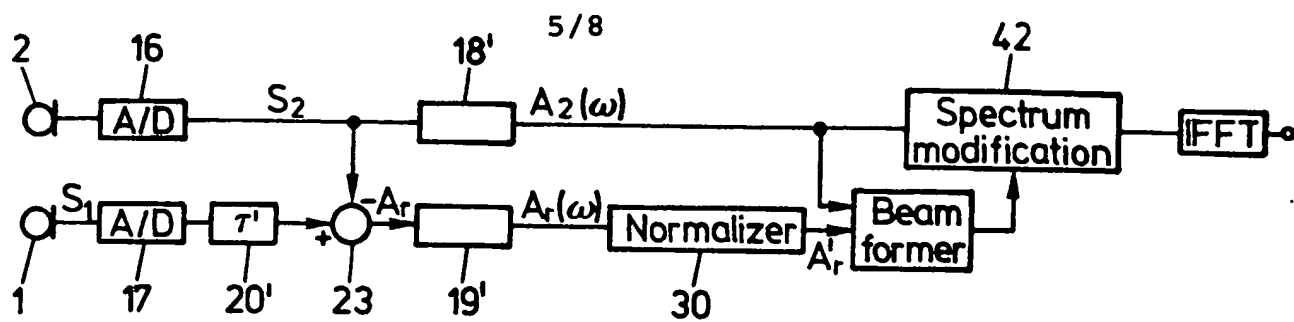 5/8
2 16 18' 42
A/D S₂ A₂(ω) Spectrum modification IFFT
S₁ A/D τ' + -Aᵣ Aᵣ(ω) Normalizer A'ᵣ Beam former
1 17 20' 23 19' 30